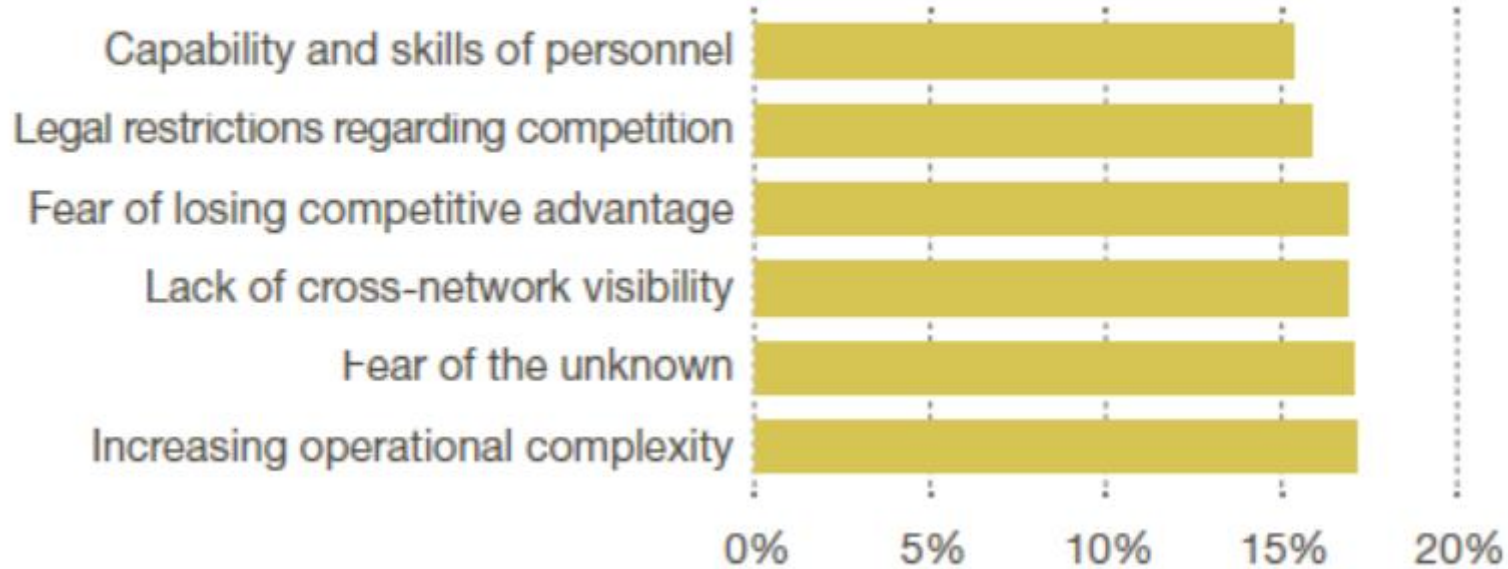 Capability and skills of personnel
Legal restrictions regarding competition
Fear of losing competitive advantage
Lack of cross-network visibility
Fear of the unknown
Increasing operational complexity
0% 5% 10% 15% 20%